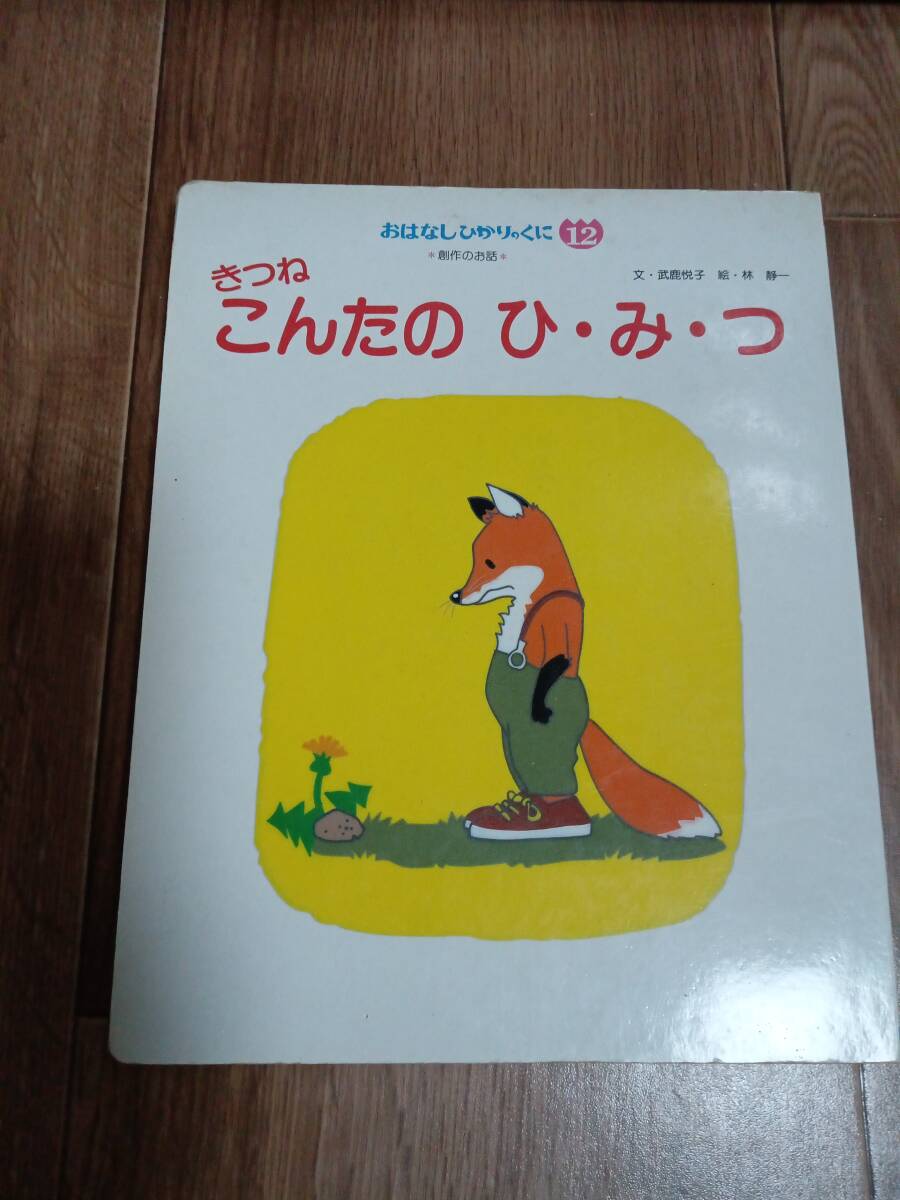 おはなしひかりのくに 12
*創作のお話*
文・武鹿悦子 絵・林 静一
きつね
こんたの ひ・み・つ